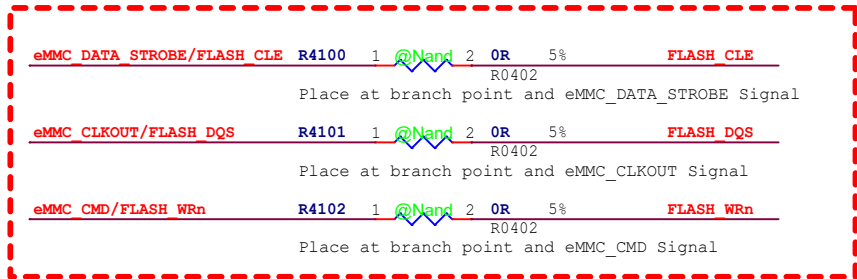 eMMC_DATA_STROBE/FLASH_CLE R4100 1 @Nand 2 0R 5% FLASH_CLE
R0402
Place at branch point and eMMC_DATA_STROBE Signal
eMMC_CLKOUT/FLASH_DQS R4101 1 @Nand 2 0R 5% FLASH_DQS
R0402
Place at branch point and eMMC_CLKOUT Signal
eMMC_CMD/FLASH_WRn R4102 1 @Nand 2 0R 5% FLASH_WRn
R0402
Place at branch point and eMMC_CMD Signal